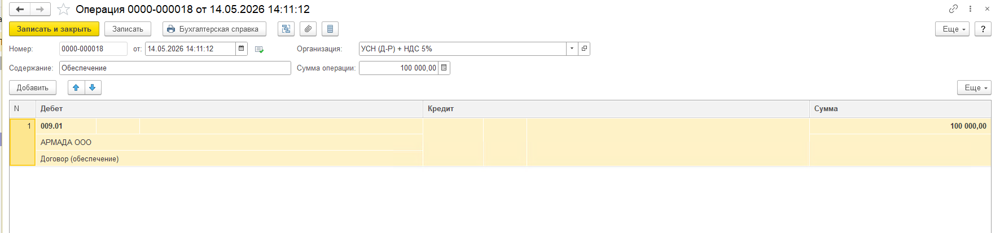 Операция 0000-000018 от 14.05.2026 14:11:12
Записать и закрыть Записать Бухгалтерская справка Еще ?
Номер: 0000-000018 от: 14.05.2026 14:11:12 Организация: УСН (Д-Р) + НДС 5%
Содержание: Обеспечение Сумма операции: 100 000,00
Добавить Еще
N Дебет Кредит Сумма
1 009.01 100 000,00
АРМАДА ООО
Договор (обеспечение)